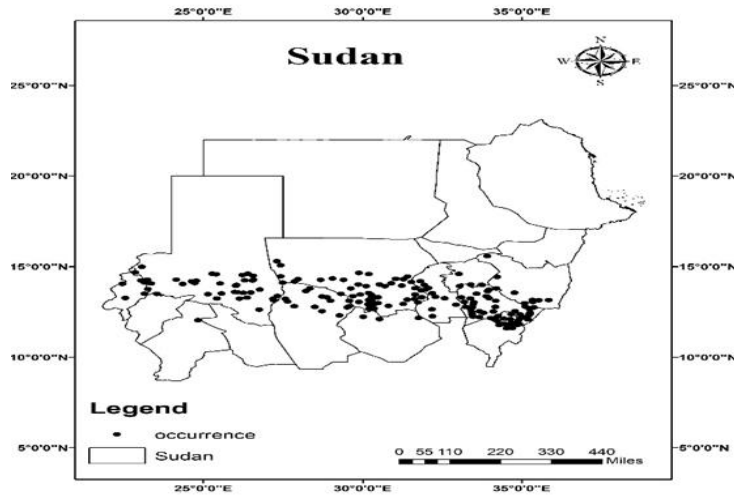 25°0'0"E 30°0'0"E 35°0'0"E
Sudan
N
W E
S
25°0'0"N 25°0'0"N
20°0'0"N 20°0'0"N
15°0'0"N 15°0'0"N
10°0'0"N 10°0'0"N
Legend
occurrence
Sudan
5°0'0"N 5°0'0"N
0 55 110 220 330 440
Miles
25°0'0"E 30°0'0"E 35°0'0"E